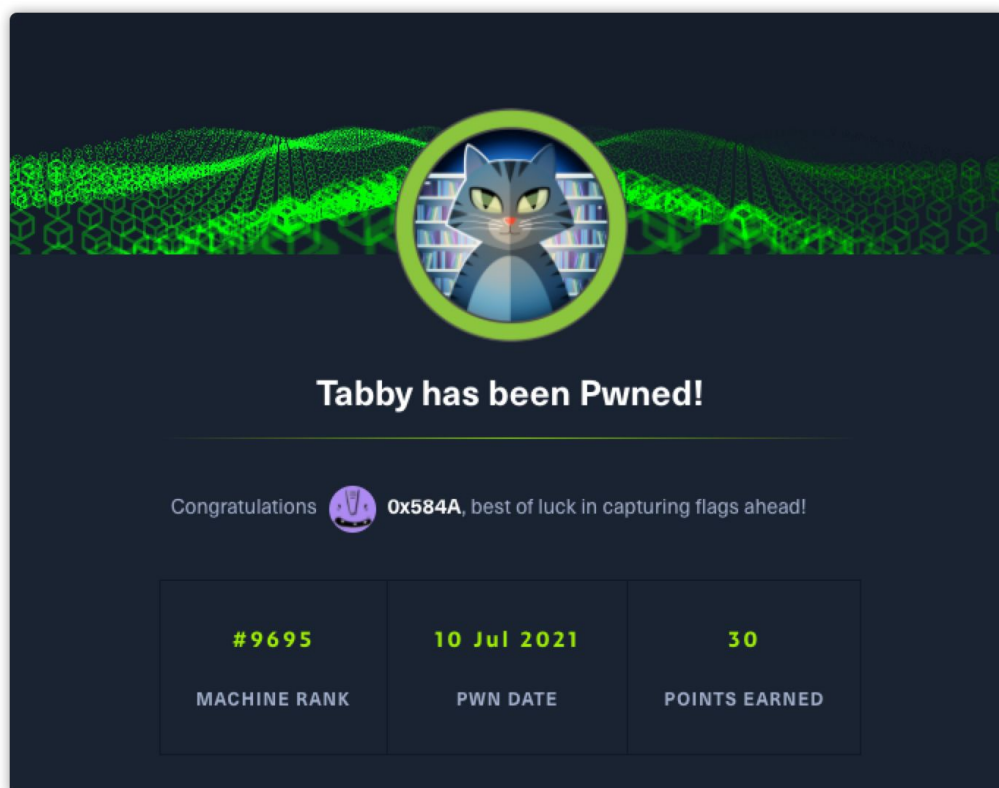 Tabby has been Pwned!
Congratulations 0x584A, best of luck in capturing flags ahead!
#9695 10 Jul 2021 30
MACHINE RANK PWN DATE POINTS EARNED